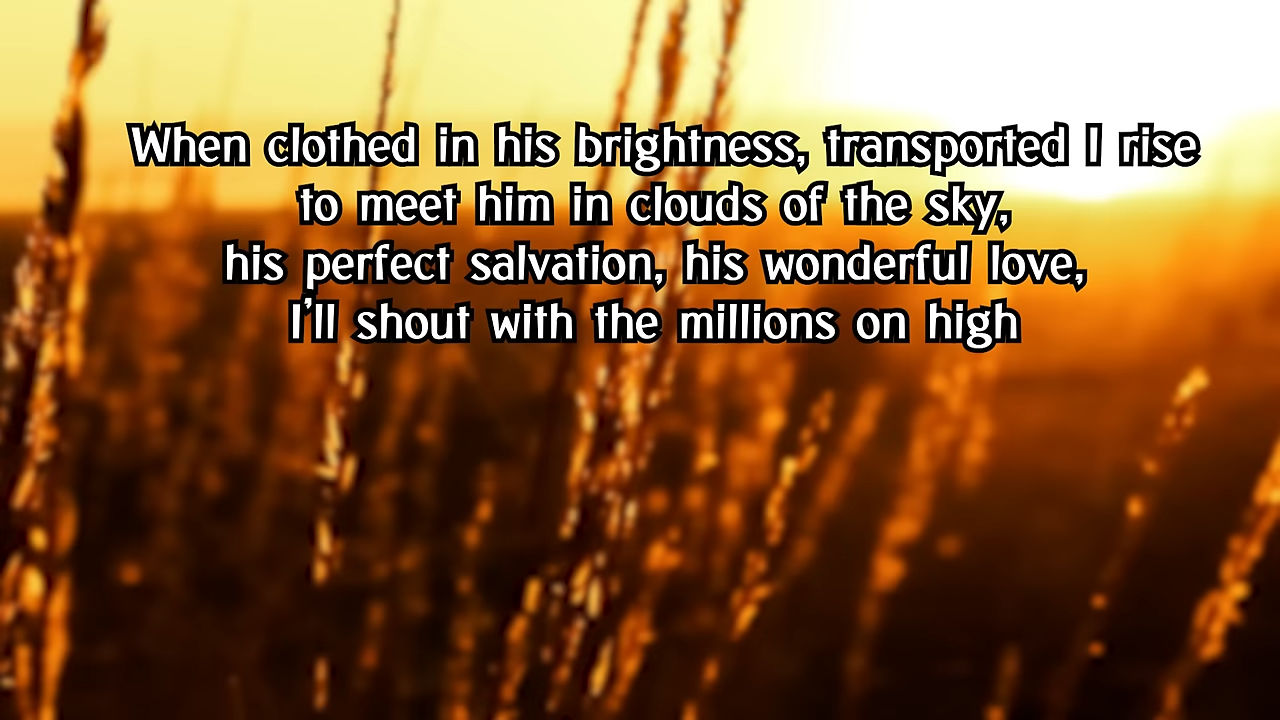 When clothed in his brightness, transported I rise
to meet him in clouds of the sky,
his perfect salvation, his wonderful love,
I'll shout with the millions on high